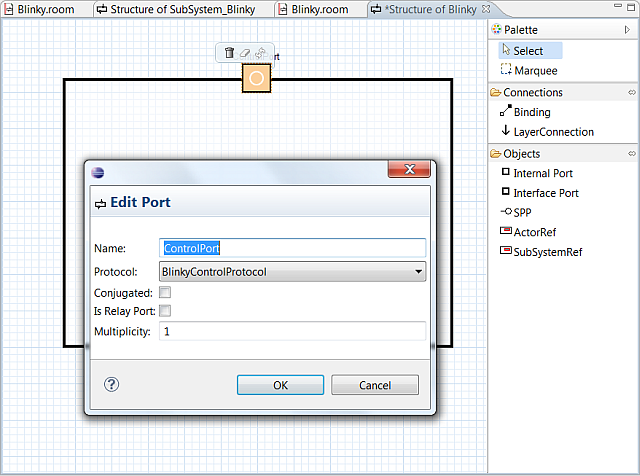 Blinky.room Structure of SubSystem_Blinky Blinky.room *Structure of Blinky
Palette
Select
Marquee
Connections
Binding
LayerConnection
Objects
Internal Port
Interface Port
SPP
ActorRef
SubSystemRef
Edit Port
Name: ControlPort
Protocol: BlinkyControlProtocol
Conjugated:
Is Relay Port:
Multiplicity: 1
OK Cancel